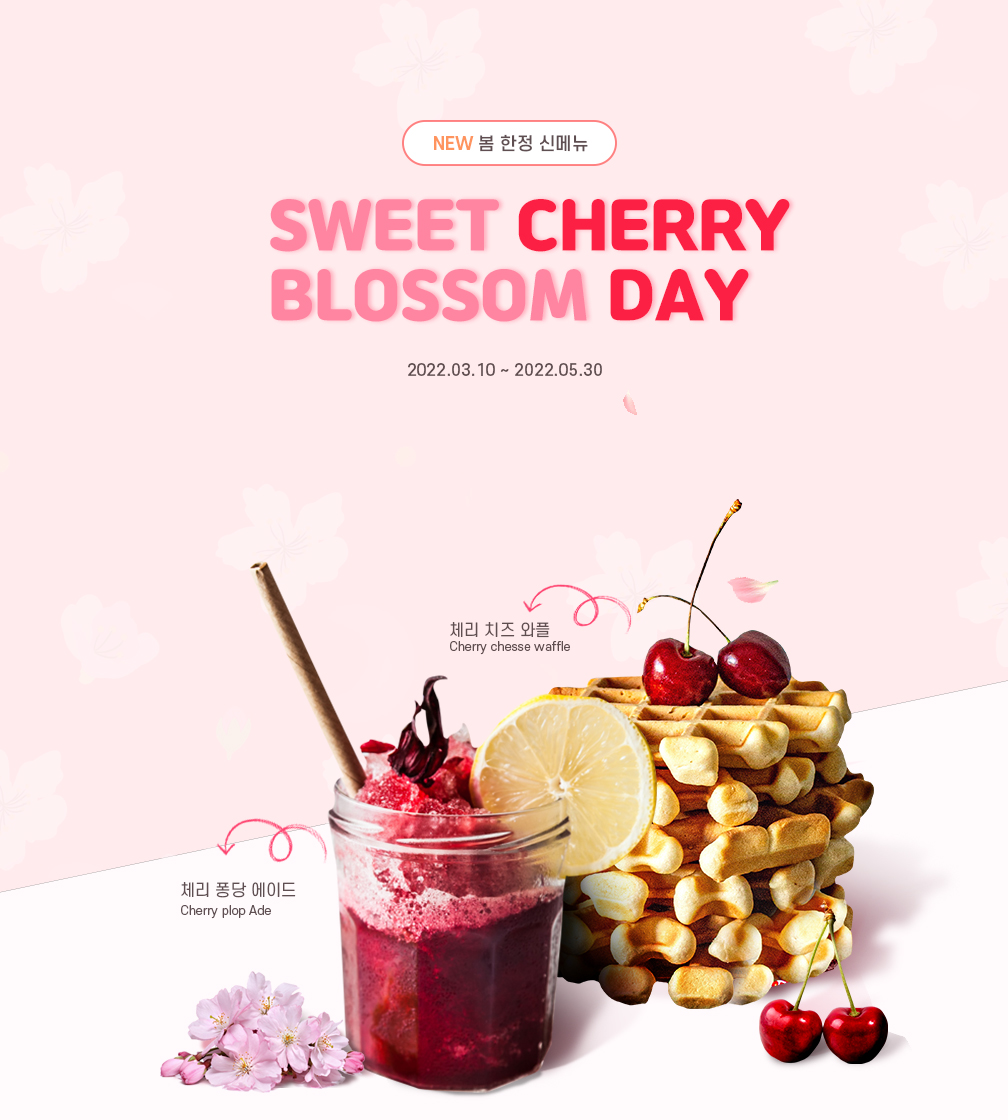 NEW 봄 한정 신메뉴
SWEET CHERRY
BLOSSOM DAY
2022.03.10 ~ 2022.05.30
체리 치즈 와플
Cherry chesse waffle
체리 퐁당 에이드
Cherry plop Ade